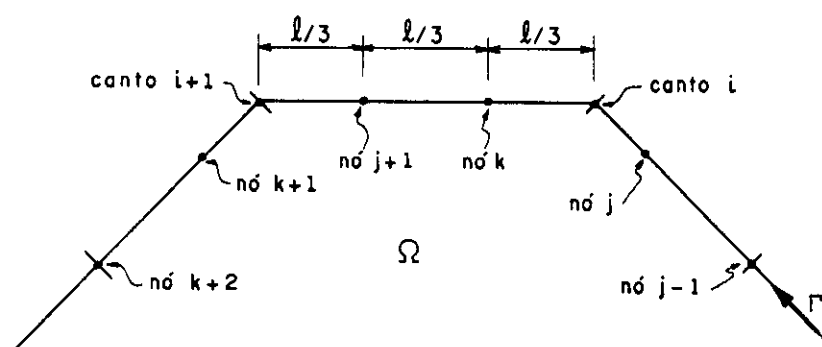 l/3 l/3 l/3
canto i+1
canto i
nó j+1
nó k
nó k+1
nó j
Ω
nó k+2
nó j-1
Γ